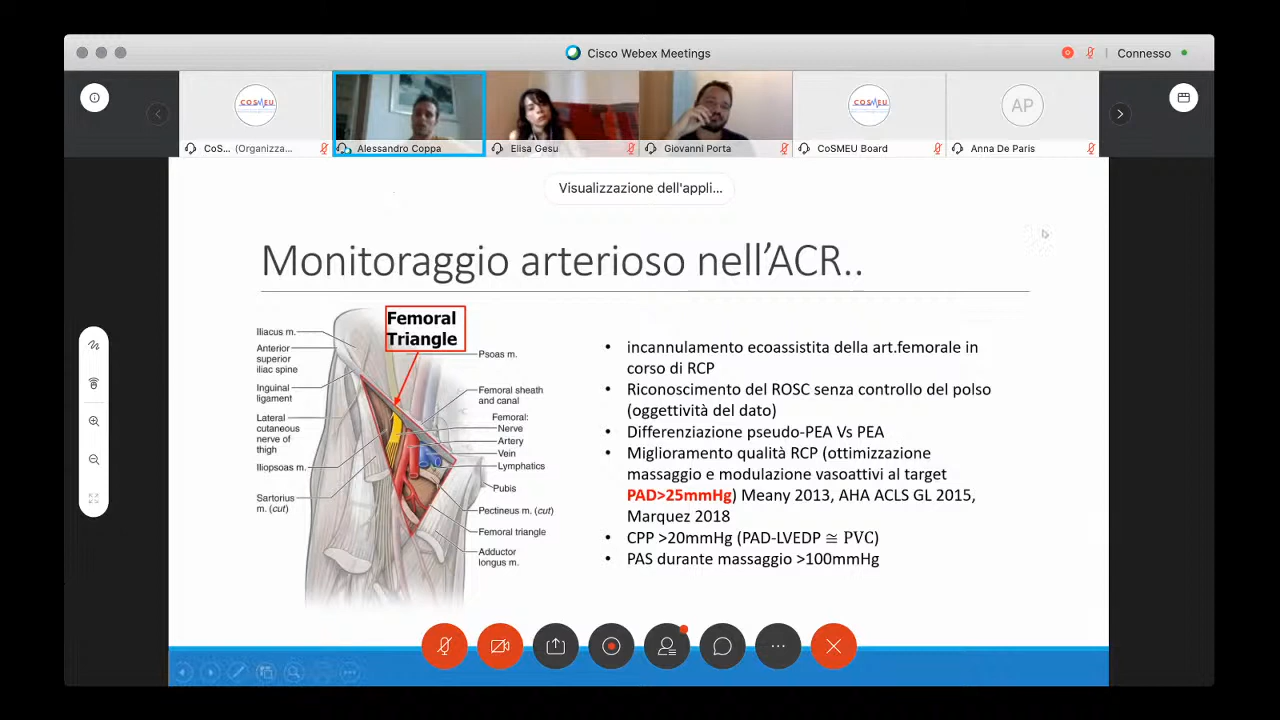 Cisco Webex Meetings
Connesso
COSMEU
COSMEU
AP
CoS... (Organizza...
Alessandro Coppa
Elisa Gesu
Giovanni Porta
CoSMEU Board
Anna De Paris
Visualizzazione dell'appli...
Monitoraggio arterioso nell'ACR..
Femoral
Triangle
Iliacus m.
Anterior
superior
iliac spine
Inguinal
ligament
Lateral
cutaneous
nerve of
thigh
Iliopsoas m.
Sartorius
m. (cut)
Psoas m.
Femoral sheath
and canal
Femoral:
Nerve
Artery
Vein
Lymphatics
Pubis
Pectineus m. (cut)
Femoral triangle
Adductor
longus m.
• incannulamento ecoassistita della art.femorale in
corso di RCP
• Riconoscimento del ROSC senza controllo del polso
(oggettività del dato)
• Differenziazione pseudo-PEA Vs PEA
• Miglioramento qualità RCP (ottimizzazione
massaggio e modulazione vasoattivi al target
PAD>25mmHg) Meany 2013, AHA ACLS GL 2015,
Marquez 2018
• CPP >20mmHg (PAD-LVEDP ≅ PVC)
• PAS durante massaggio >100mmHg